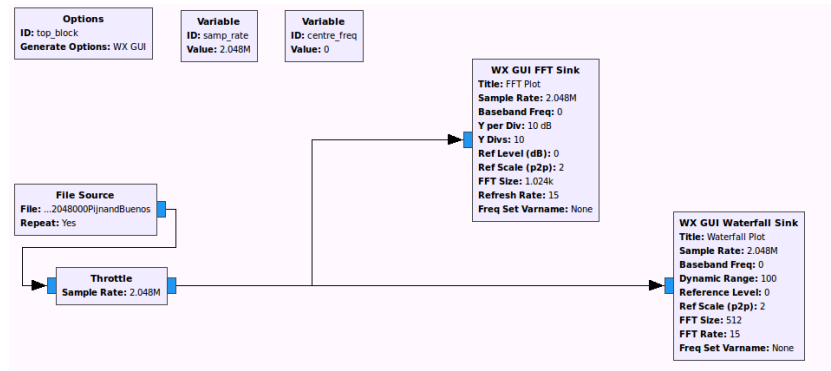 Options
ID: top_block
Generate Options: WX GUI
Variable
ID: samp_rate
Value: 2.048M
Variable
ID: centre_freq
Value: 0
WX GUI FFT Sink
Title: FFT Plot
Sample Rate: 2.048M
Baseband Freq: 0
Y per Div: 10 dB
Y Divs: 10
Ref Level (dB): 0
Ref Scale (p2p): 2
FFT Size: 1.024k
Refresh Rate: 15
Freq Set Varname: None
File Source
File: ...2048000PijnandBuenos
Repeat: Yes
Throttle
Sample Rate: 2.048M
WX GUI Waterfall Sink
Title: Waterfall Plot
Sample Rate: 2.048M
Baseband Freq: 0
Dynamic Range: 100
Reference Level: 0
Ref Scale (p2p): 2
FFT Size: 512
FFT Rate: 15
Freq Set Varname: None